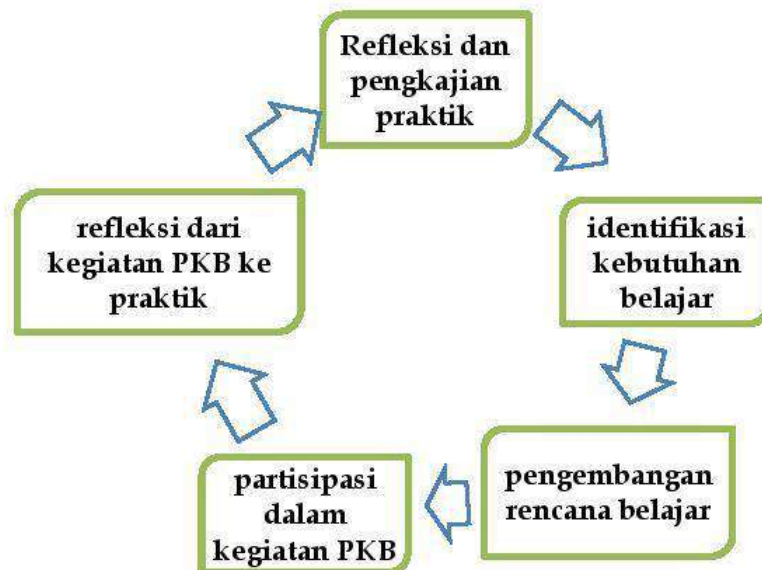 Refleksi dan
pengkajian
praktik
identifikasi
kebutuhan
belajar
pengembangan
rencana belajar
partisipasi
dalam
kegiatan PKB
refleksi dari
kegiatan PKB ke
praktik